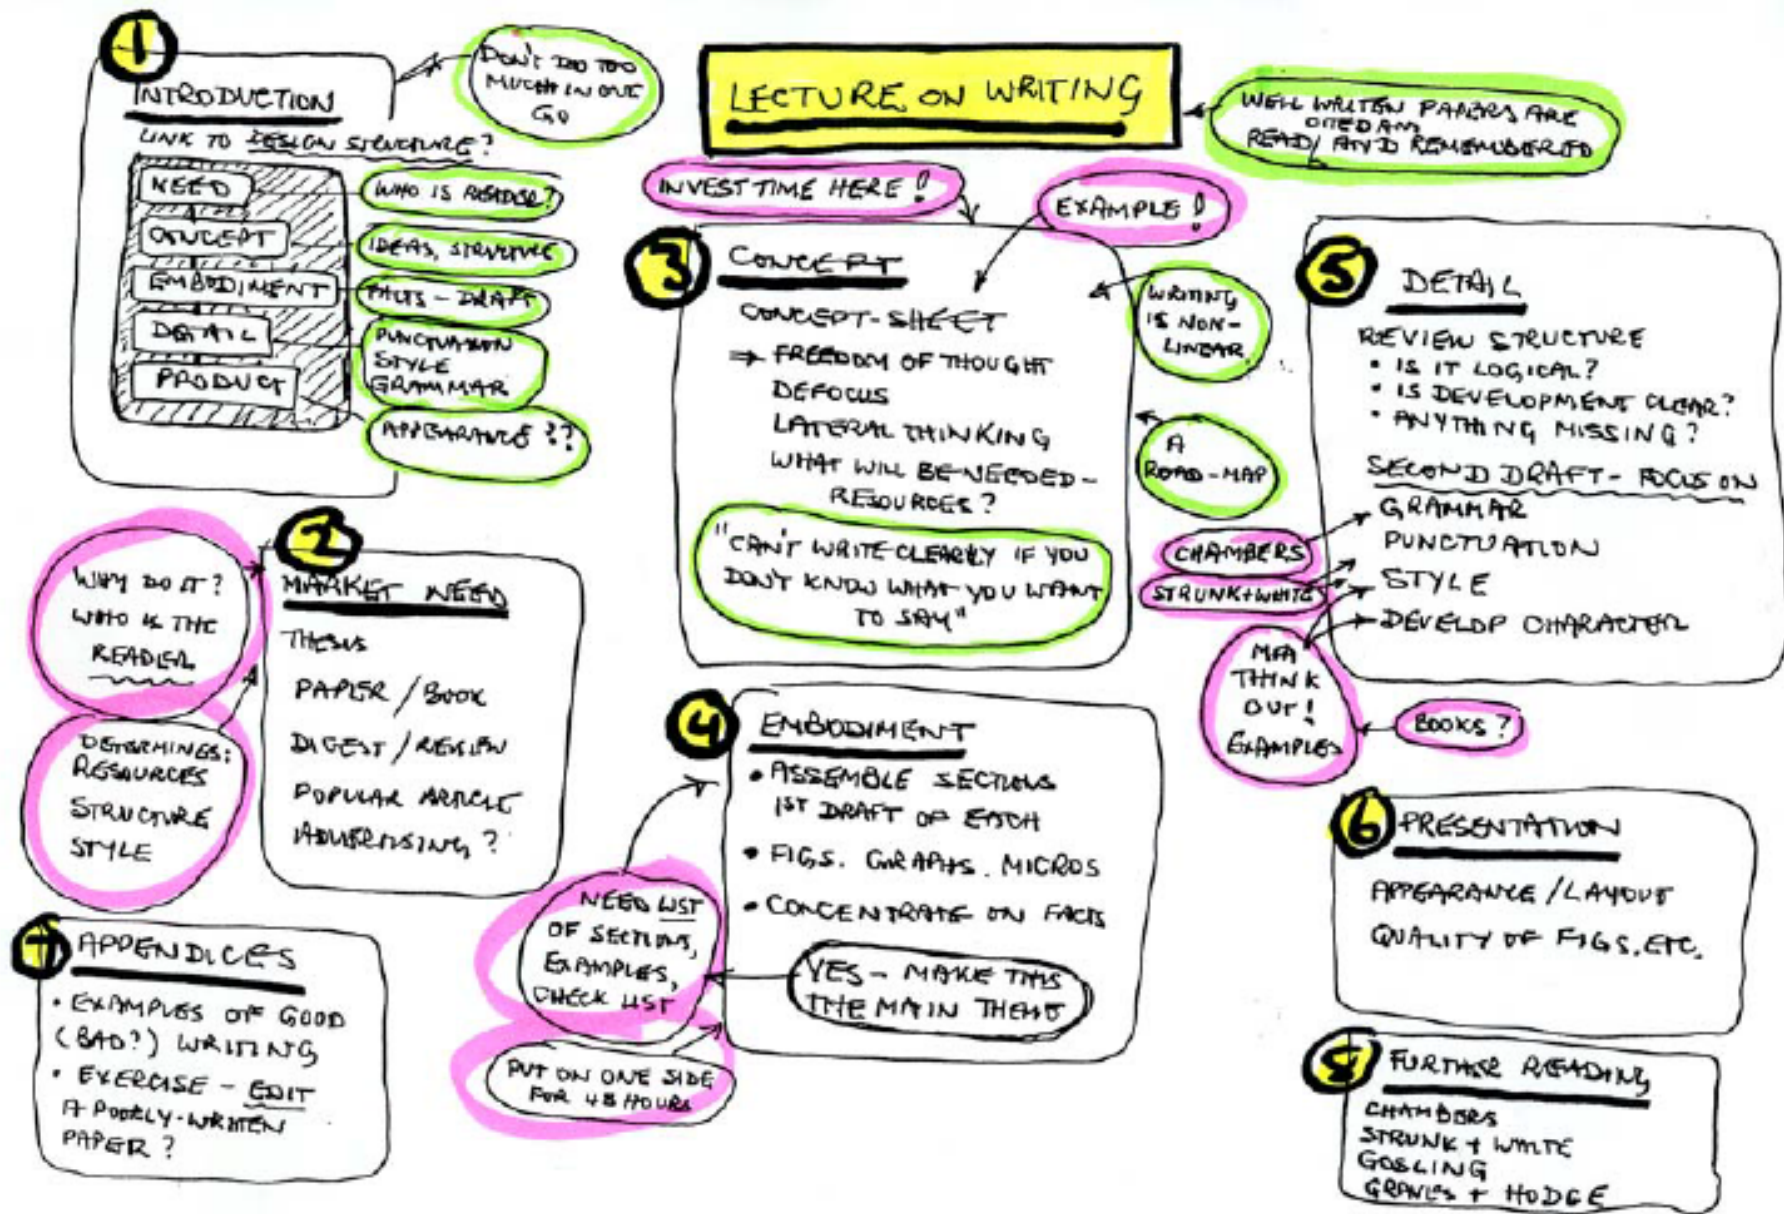 LECTURE ON WRITING
WELL WRITTEN PAPERS ARE
READ, AND REMEMBERED
1
INTRODUCTION
LINK TO DESIGN STRUCTURE?
DON'T DO TOO
MUCH IN ONE
GO
NEED
WHO IS READER?
CONCEPT
IDEAS, STRUCTURE
EMBODIMENT
FACTS - DRAFT
DETAIL
PUNCTUATION
STYLE
GRAMMAR
PRODUCT
APPEARANCE??
2
MARKET NEED
THESIS
PAPER / BOOK
DIGEST / REVIEW
POPULAR ARTICLE
ADVERTISING?
WHY DO IT?
WHO IS THE
READER
DETERMINES:
RESOURCES
STRUCTURE
STYLE
INVEST TIME HERE!
EXAMPLE!
3
CONCEPT
CONCEPT-SHEET
⇒ FREEDOM OF THOUGHT
DEFOCUS
LATERAL THINKING
WHAT WILL BE NEEDED -
RESOURCES?
"CAN'T WRITE CLEARLY IF YOU
DON'T KNOW WHAT YOU WANT
TO SAY"
WRITING
IS NON-
LINEAR
A
ROAD-MAP
4
EMBODIMENT
• ASSEMBLE SECTIONS
1ST DRAFT OF EACH
• FIGS. GRAPHS. MICROS
• CONCENTRATE ON FACTS
YES - MAKE THIS
THE MAIN THEME
NEED LIST
OF SECTIONS,
EXAMPLES,
CHECK LIST
PUT ON ONE SIDE
FOR 48 HOURS
5
DETAIL
REVIEW STRUCTURE
• IS IT LOGICAL?
• IS DEVELOPMENT CLEAR?
• ANYTHING MISSING?
SECOND DRAFT - FOCUS ON
GRAMMAR
PUNCTUATION
STYLE
DEVELOP CHARACTER
CHAMBERS
STRUNK + WHITE
MFA
THINK
OUT!
EXAMPLES
BOOKS?
6
PRESENTATION
APPEARANCE / LAYOUT
QUALITY OF FIGS. ETC.
7
APPENDICES
• EXAMPLES OF GOOD
(BAD?) WRITING
• EXERCISE - EDIT
A POORLY-WRITTEN
PAPER?
8
FURTHER READING
CHAMBERS
STRUNK + WHITE
GOSLING
+ HODGE